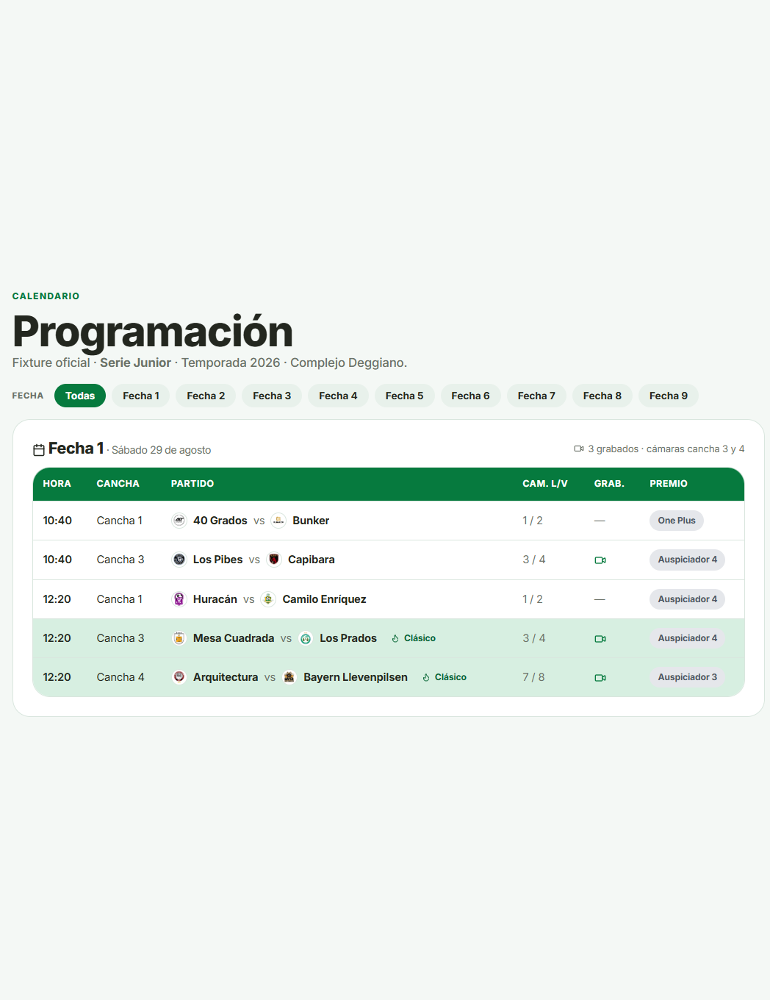 CALENDARIO
Programación
Fixture oficial · Serie Junior · Temporada 2026 · Complejo Deggiano.
FECHA Todas Fecha 1 Fecha 2 Fecha 3 Fecha 4 Fecha 5 Fecha 6 Fecha 7 Fecha 8 Fecha 9
Fecha 1 · Sábado 29 de agosto 3 grabados · cámaras cancha 3 y 4
HORA CANCHA PARTIDO CAM. L/V GRAB. PREMIO
10:40 Cancha 1 40 Grados vs Bunker 1 / 2 — One Plus
10:40 Cancha 3 Los Pibes vs Capibara 3 / 4 Auspiciador 4
12:20 Cancha 1 Huracán vs Camilo Enríquez 1 / 2 — Auspiciador 4
12:20 Cancha 3 Mesa Cuadrada vs Los Prados Clásico 3 / 4 Auspiciador 4
12:20 Cancha 4 Arquitectura vs Bayern Llevenpilsen Clásico 7 / 8 Auspiciador 3